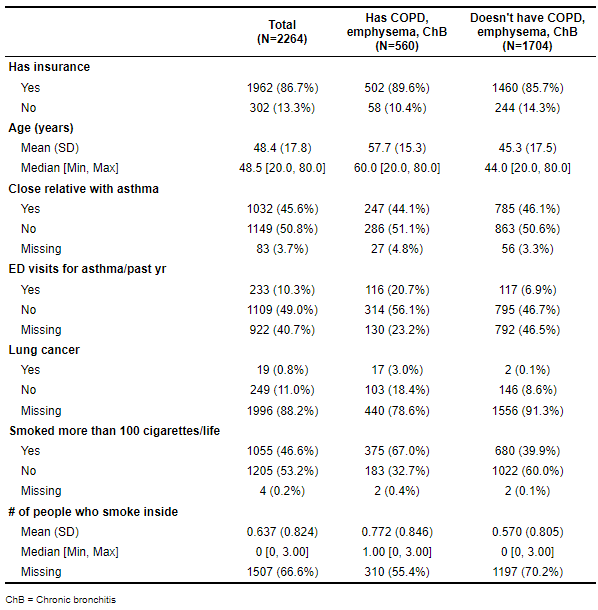 Total Has COPD, Doesn't have COPD,
(N=2264) emphysema, ChB emphysema, ChB
(N=560) (N=1704)
Has insurance
Yes 1962 (86.7%) 502 (89.6%) 1460 (85.7%)
No 302 (13.3%) 58 (10.4%) 244 (14.3%)
Age (years)
Mean (SD) 48.4 (17.8) 57.7 (15.3) 45.3 (17.5)
Median [Min, Max] 48.5 [20.0, 80.0] 60.0 [20.0, 80.0] 44.0 [20.0, 80.0]
Close relative with asthma
Yes 1032 (45.6%) 247 (44.1%) 785 (46.1%)
No 1149 (50.8%) 286 (51.1%) 863 (50.6%)
Missing 83 (3.7%) 27 (4.8%) 56 (3.3%)
ED visits for asthma/past yr
Yes 233 (10.3%) 116 (20.7%) 117 (6.9%)
No 1109 (49.0%) 314 (56.1%) 795 (46.7%)
Missing 922 (40.7%) 130 (23.2%) 792 (46.5%)
Lung cancer
Yes 19 (0.8%) 17 (3.0%) 2 (0.1%)
No 249 (11.0%) 103 (18.4%) 146 (8.6%)
Missing 1996 (88.2%) 440 (78.6%) 1556 (91.3%)
Smoked more than 100 cigarettes/life
Yes 1055 (46.6%) 375 (67.0%) 680 (39.9%)
No 1205 (53.2%) 183 (32.7%) 1022 (60.0%)
Missing 4 (0.2%) 2 (0.4%) 2 (0.1%)
# of people who smoke inside
Mean (SD) 0.637 (0.824) 0.772 (0.846) 0.570 (0.805)
Median [Min, Max] 0 [0, 3.00] 1.00 [0, 3.00] 0 [0, 3.00]
Missing 1507 (66.6%) 310 (55.4%) 1197 (70.2%)
ChB = Chronic bronchitis